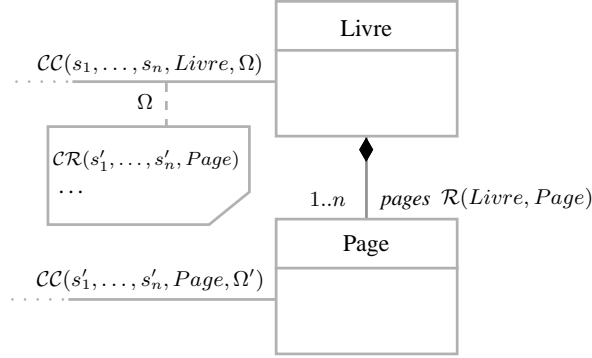 Livre
𝒞𝒞(s₁, . . . , sₙ, Livre, Ω)
Ω
𝒞ℛ(s′₁, . . . , s′ₙ, Page)
. . .
1..n pages ℛ(Livre, Page)
Page
𝒞𝒞(s′₁, . . . , s′ₙ, Page, Ω′)